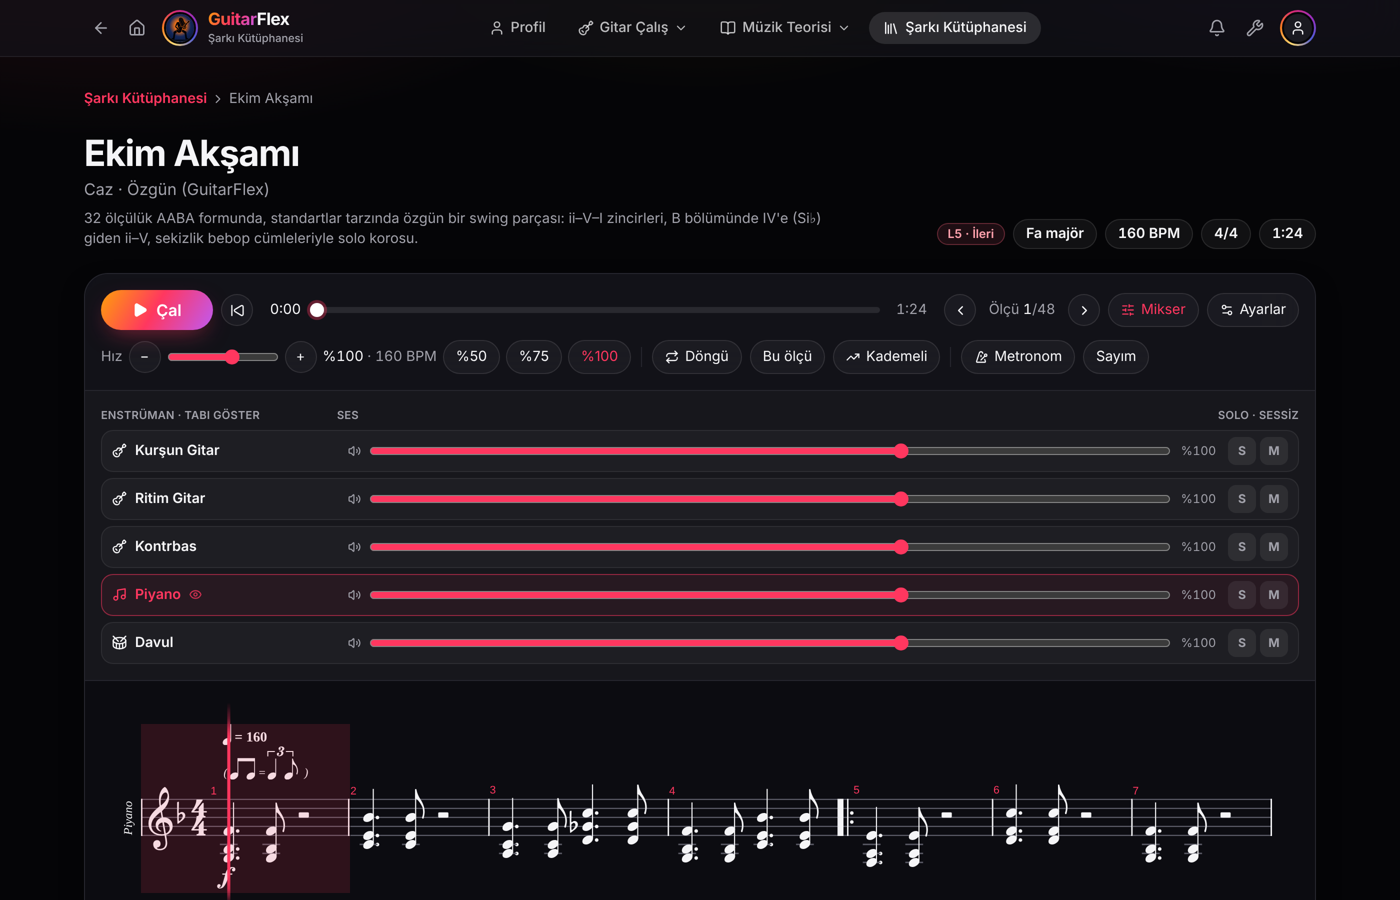 GuitarFlex
Şarkı Kütüphanesi
Profil
Gitar Çalış
Müzik Teorisi
Şarkı Kütüphanesi
Şarkı Kütüphanesi > Ekim Akşamı
Ekim Akşamı
Caz · Özgün (GuitarFlex)
32 ölçülük AABA formunda, standartlar tarzında özgün bir swing parçası: ii–V–I zincirleri, B bölümünde IV'e (Si♭)
giden ii–V, sekizlik bebop cümleleriyle solo korosu.
L5 · İleri
Fa majör
160 BPM
4/4
1:24
Çal
0:00
1:24
Ölçü 1/48
Mikser
Ayarlar
Hız
−
+
%100 · 160 BPM
%50
%75
%100
Döngü
Bu ölçü
Kademeli
Metronom
Sayım
ENSTRÜMAN · TABI GÖSTER
SES
SOLO · SESSİZ
Kurşun Gitar
%100
S
M
Ritim Gitar
%100
S
M
Kontrbas
%100
S
M
Piyano
%100
S
M
Davul
%100
S
M
= 160
3
( = )
1
2
3
4
5
6
7
Piyano
4
4
f